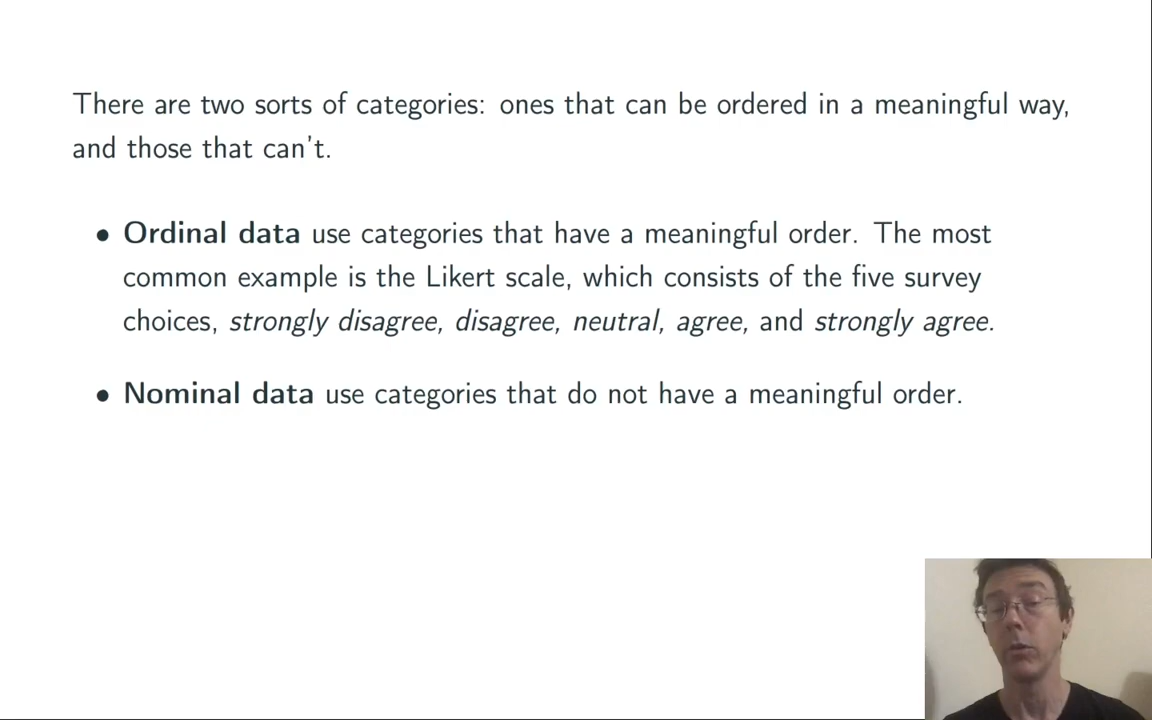 There are two sorts of categories: ones that can be ordered in a meaningful way,
and those that can't.
• Ordinal data use categories that have a meaningful order. The most
common example is the Likert scale, which consists of the five survey
choices, strongly disagree, disagree, neutral, agree, and strongly agree.
• Nominal data use categories that do not have a meaningful order.